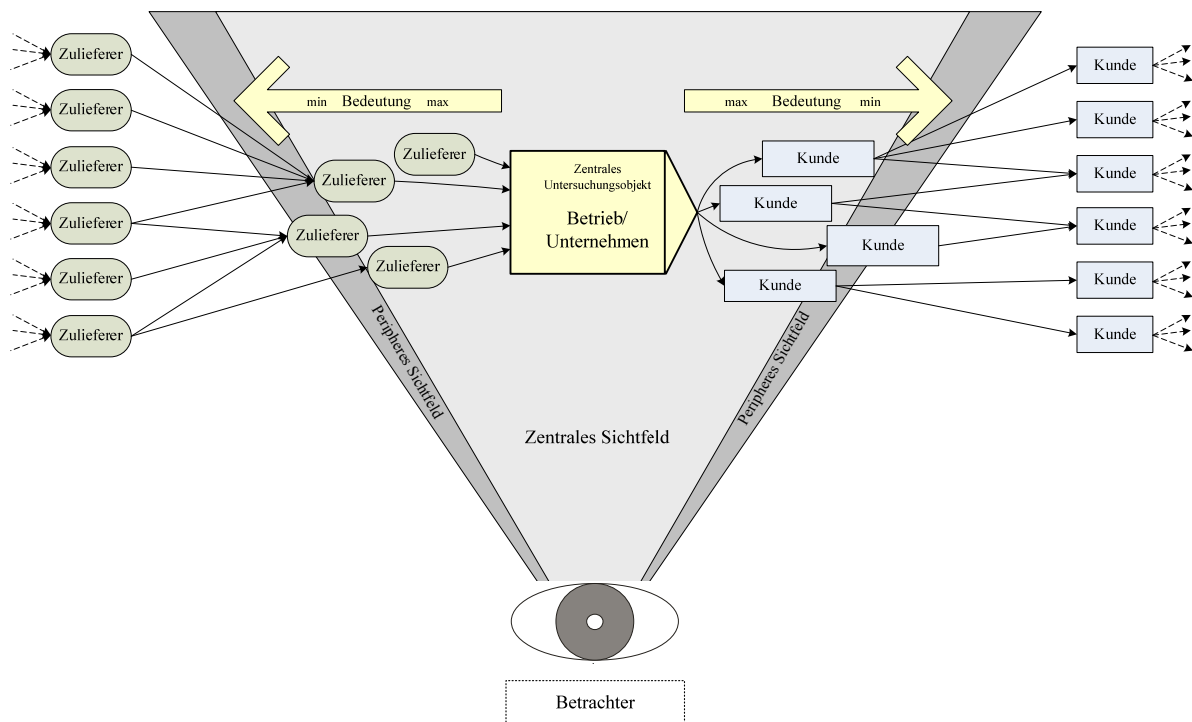 Zulieferer
Zulieferer
Zulieferer
Zulieferer
Zulieferer
Zulieferer
min Bedeutung max
Zulieferer
Zulieferer
Zulieferer
Zulieferer
Zentrales
Untersuchungsobjekt
Betrieb/
Unternehmen
max Bedeutung min
Kunde
Kunde
Kunde
Kunde
Kunde
Kunde
Kunde
Kunde
Kunde
Kunde
Peripheres Sichtfeld
Peripheres Sichtfeld
Zentrales Sichtfeld
Betrachter